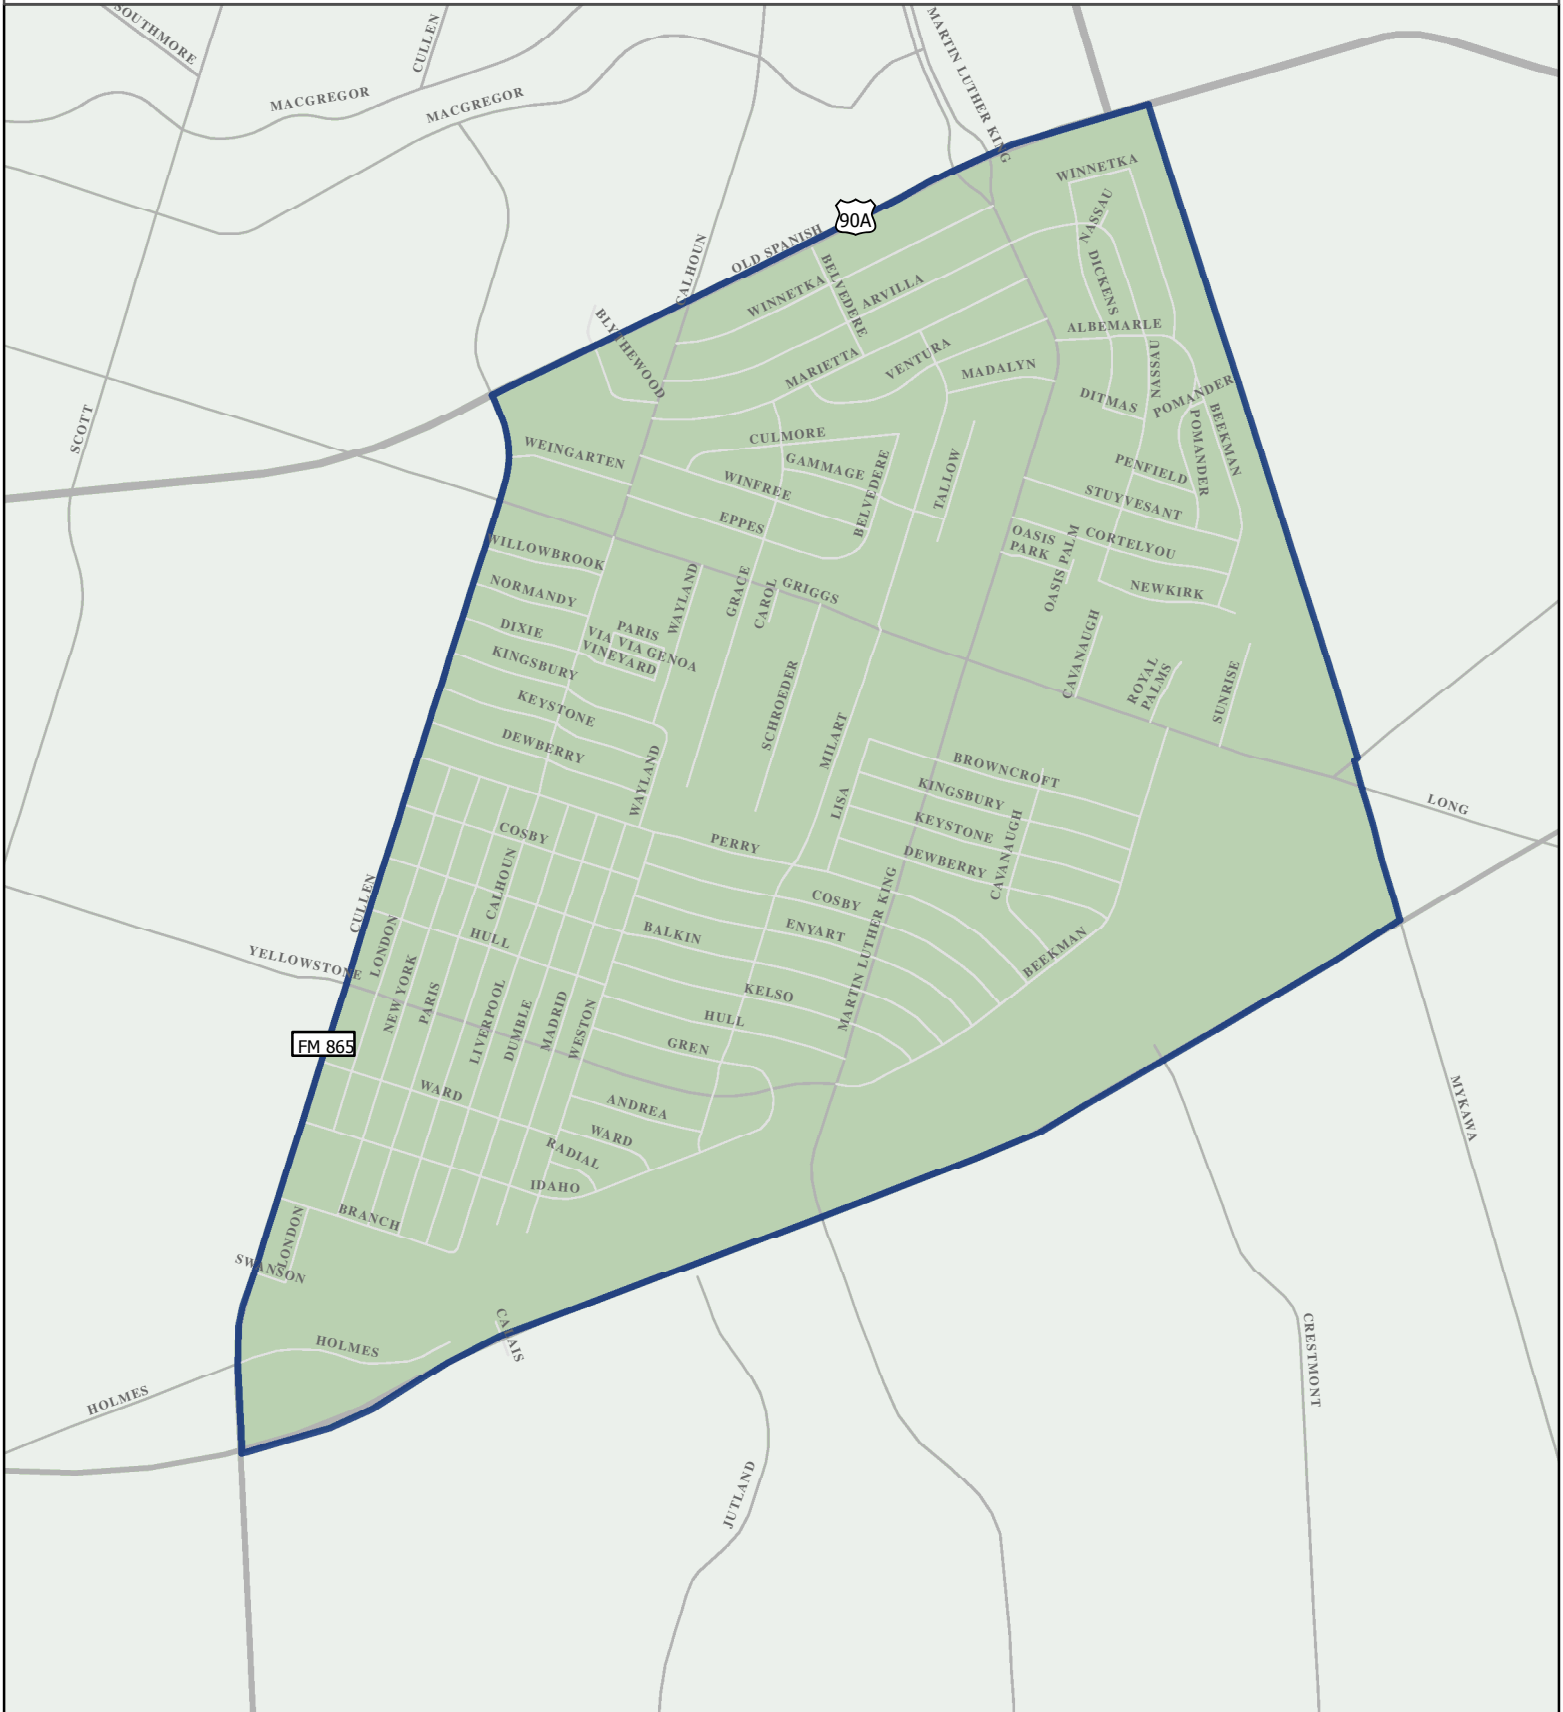 SOUTHMORE
CULLEN
MARTIN LUTHER KING
MACGREGOR
MACGREGOR
WINNETKA
NASSAU
90A
OLD SPANISH
CALHOUN
BELVEDERE
DICKENS
WINNETKA
ARVILLA
BLYTHEWOOD
ALBEMARLE
MARIETTA
VENTURA
MADALYN
NASSAU
DITMAS
POMANDER
SCOTT
BEEKMAN
POMANDER
CULMORE
WEINGARTEN
GAMMAGE
BELVEDERE
TALLOW
WINFREE
PENFIELD
STUYVESANT
EPPES
OASIS
PARK
OASIS PALM
CORTELYOU
WILLOWBROOK
NORMANDY
WAYLAND
GRACE
CAROL
GRIGGS
NEWKIRK
DIXIE
PARIS
VIA VIA GENOA
VINEYARD
CAVANAUGH
KINGSBURY
ROYAL
PALMS
SUNRISE
KEYSTONE
SCHROEDER
MILART
DEWBERRY
WAYLAND
BROWNCROFT
LISA
KINGSBURY
LONG
COSBY
PERRY
KEYSTONE
CAVANAUGH
DEWBERRY
CALHOUN
CULLEN
COSBY
MARTIN LUTHER KING
LONDON
HULL
BALKIN
ENYART
BEEKMAN
YELLOWSTONE
NEW YORK
PARIS
LIVERPOOL
DUMBLE
MADRID
WESTON
KELSO
HULL
FM 865
GREN
WARD
ANDREA
WARD
RADIAL
MYKAWA
IDAHO
BRANCH
LONDON
SWANSON
CALAIS
HOLMES
CRESTMONT
HOLMES
JUTLAND